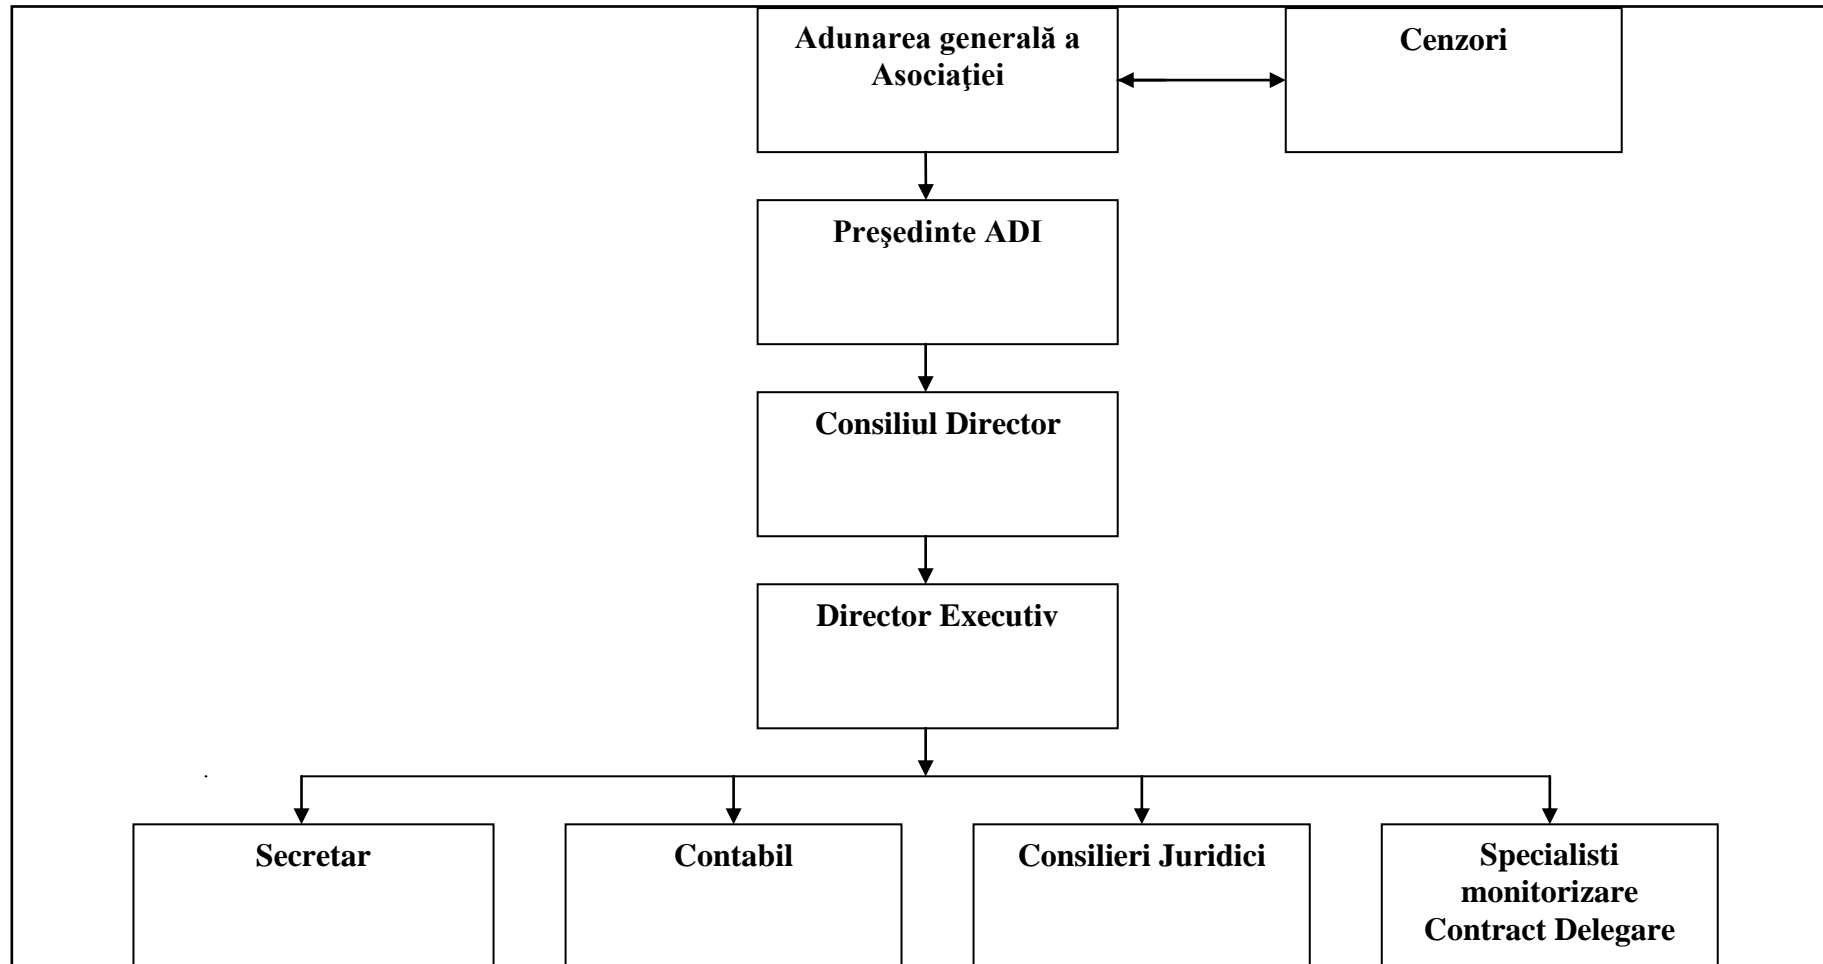 Adunarea generală a
Asociaţiei
Cenzori
Preşedinte ADI
Consiliul Director
Director Executiv
Secretar
Contabil
Consilieri Juridici
Specialisti
monitorizare
Contract Delegare